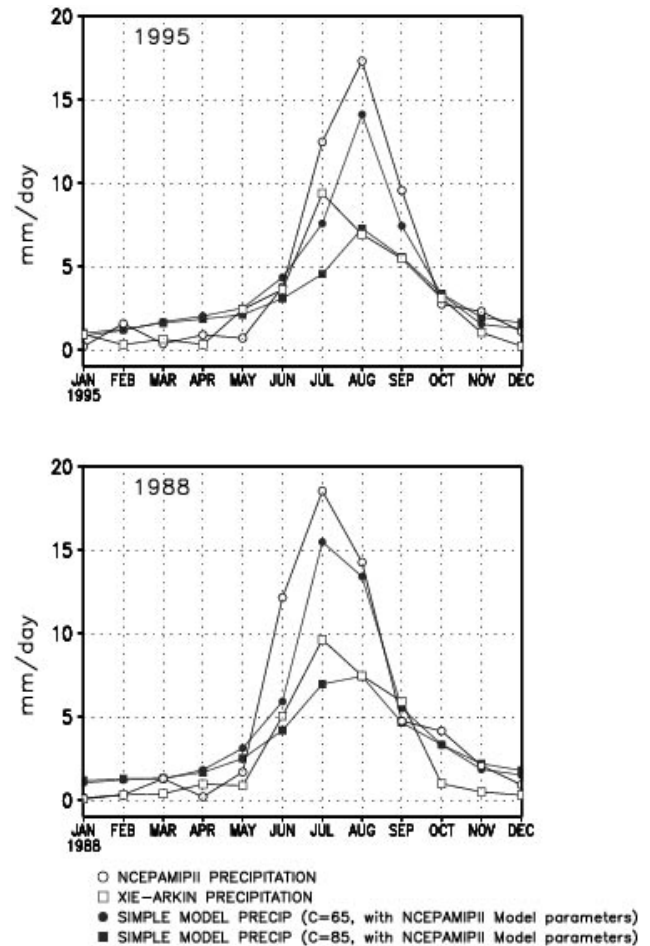 20
1995
15
10
5
0
mm/day
JAN FEB MAR APR MAY JUN JUL AUG SEP OCT NOV DEC
1995
20
1988
15
10
5
0
mm/day
JAN FEB MAR APR MAY JUN JUL AUG SEP OCT NOV DEC
1988
NCEPAMIPII PRECIPITATION
XIE-ARKIN PRECIPITATION
SIMPLE MODEL PRECIP (C=65, with NCEPAMIPII Model parameters)
SIMPLE MODEL PRECIP (C=85, with NCEPAMIPII Model parameters)